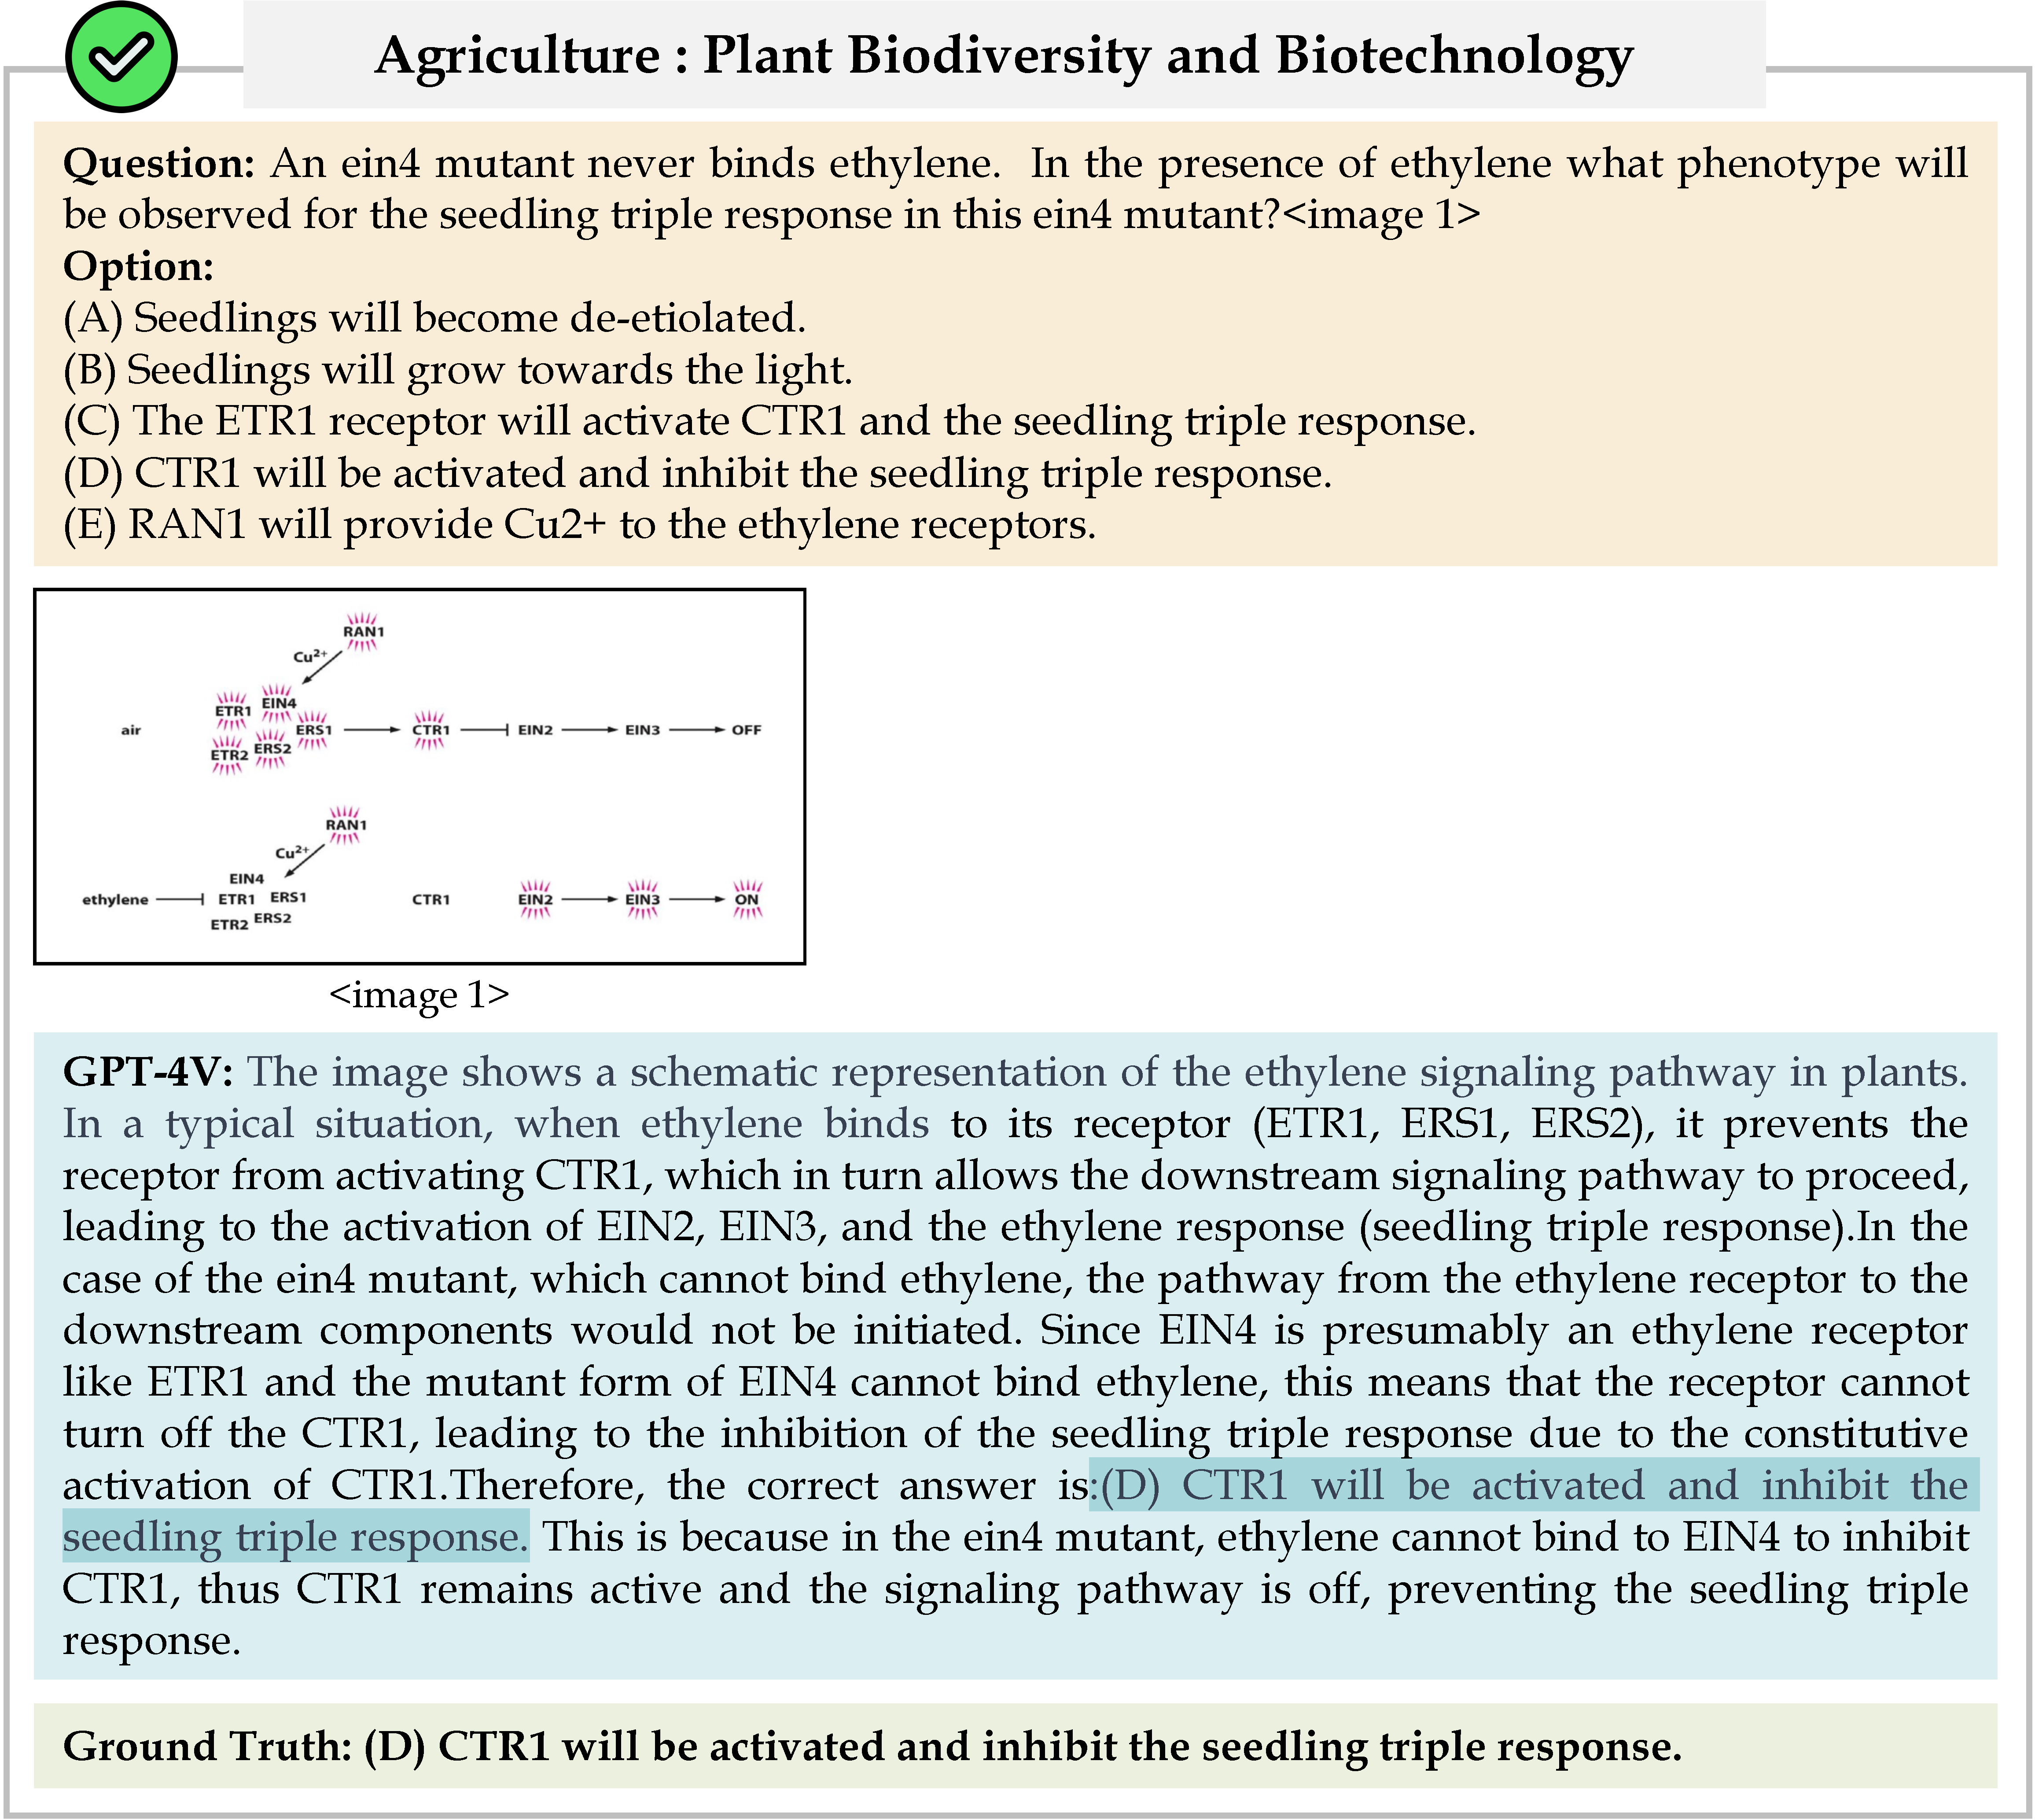 Agriculture : Plant Biodiversity and Biotechnology
Question: An ein4 mutant never binds ethylene.  In the presence of ethylene what phenotype will
be observed for the seedling triple response in this ein4 mutant?<image 1>
Option:
(A) Seedlings will become de-etiolated.
(B) Seedlings will grow towards the light.
(C) The ETR1 receptor will activate CTR1 and the seedling triple response.
(D) CTR1 will be activated and inhibit the seedling triple response.
(E) RAN1 will provide Cu2+ to the ethylene receptors.
RAN1
Cu²⁺
EIN4
ETR1
air ERS1 CTR1 EIN2 EIN3 OFF
ERS2
ETR2
RAN1
Cu²⁺
EIN4
ethylene ETR1 ERS1 CTR1 EIN2 EIN3 ON
ETR2 ERS2
<image 1>
GPT-4V: The image shows a schematic representation of the ethylene signaling pathway in plants.
In a typical situation, when ethylene binds to its receptor (ETR1, ERS1, ERS2), it prevents the
receptor from activating CTR1, which in turn allows the downstream signaling pathway to proceed,
leading to the activation of EIN2, EIN3, and the ethylene response (seedling triple response).In the
case of the ein4 mutant, which cannot bind ethylene, the pathway from the ethylene receptor to the
downstream components would not be initiated. Since EIN4 is presumably an ethylene receptor
like ETR1 and the mutant form of EIN4 cannot bind ethylene, this means that the receptor cannot
turn off the CTR1, leading to the inhibition of the seedling triple response due to the constitutive
activation of CTR1.Therefore, the correct answer is:(D) CTR1 will be activated and inhibit the
seedling triple response. This is because in the ein4 mutant, ethylene cannot bind to EIN4 to inhibit
CTR1, thus CTR1 remains active and the signaling pathway is off, preventing the seedling triple
response.
Ground Truth: (D) CTR1 will be activated and inhibit the seedling triple response.